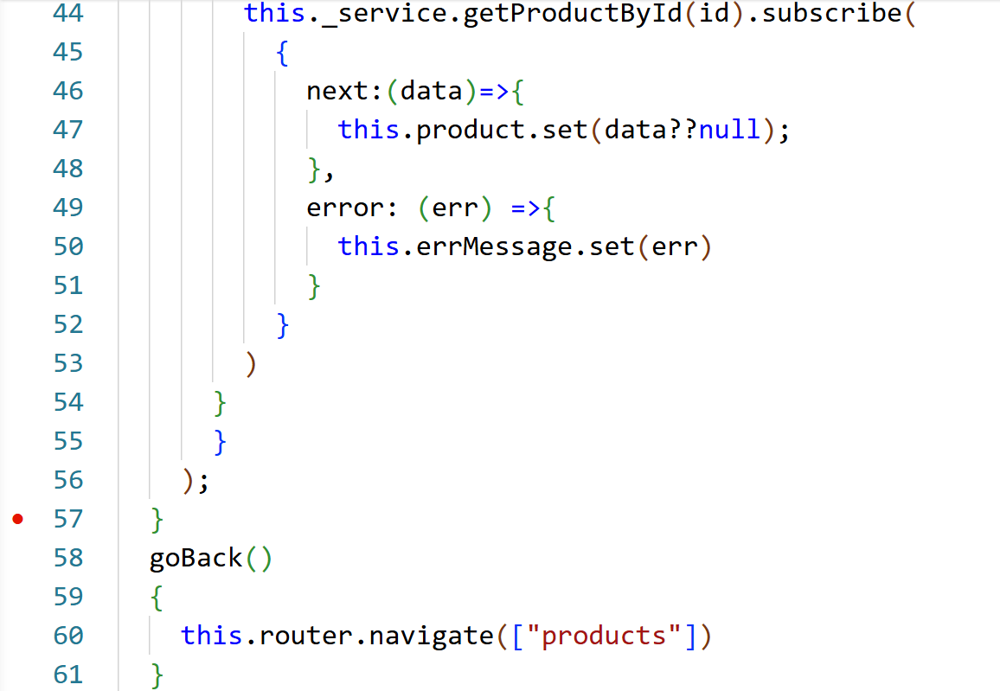 44 this._service.getProductById(id).subscribe(
45 {
46 next:(data)=>{
47 this.product.set(data??null);
48 },
49 error: (err) =>{
50 this.errMessage.set(err)
51 }
52 }
53 )
54 }
55 }
56 );
57 }
58 goBack()
59 {
60 this.router.navigate(["products"])
61 }